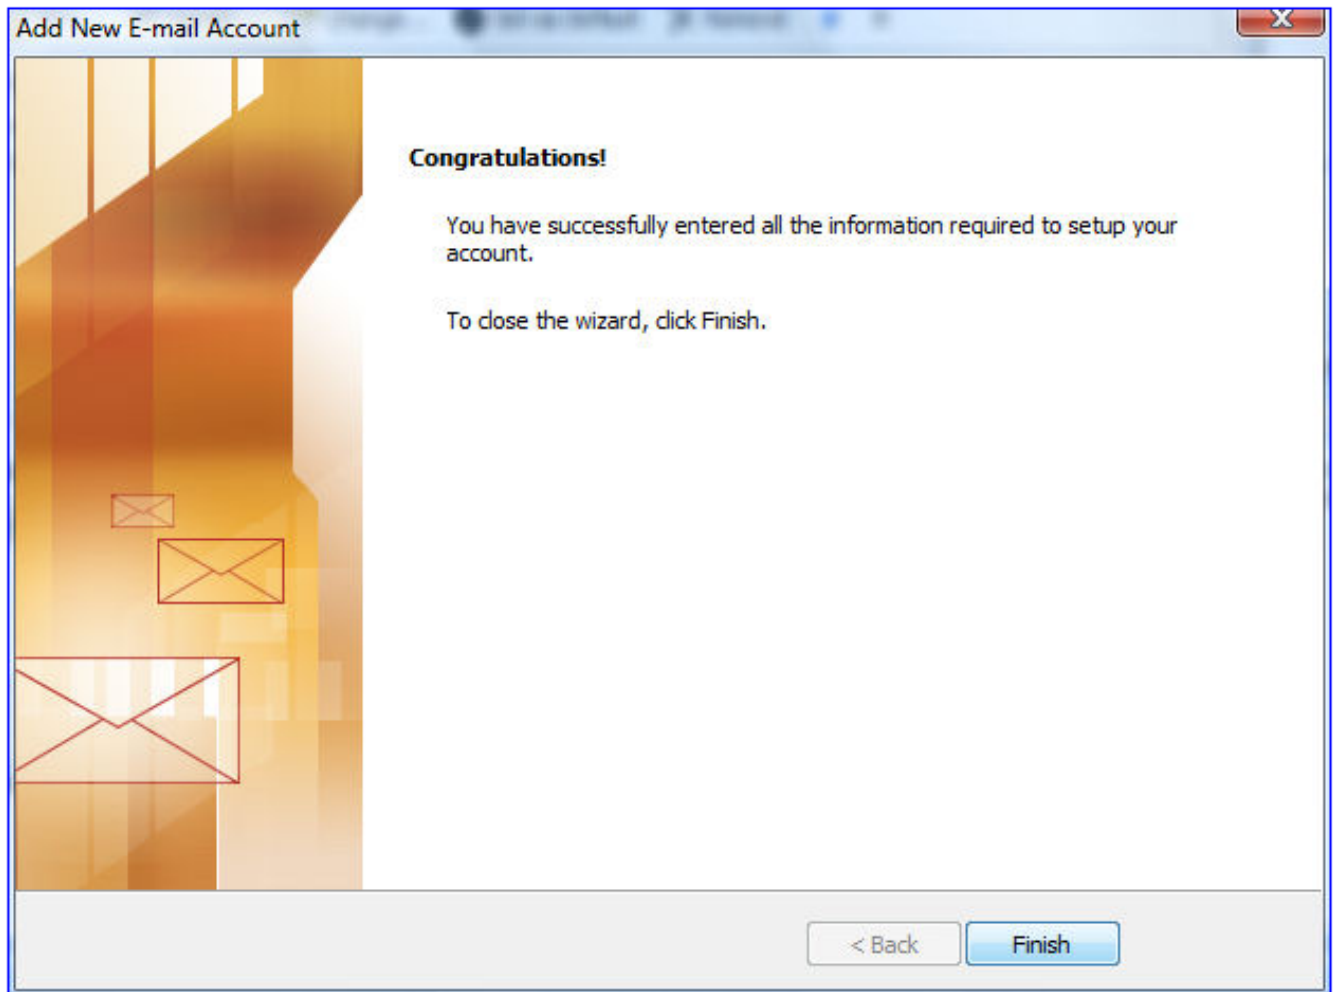 Add New E-mail Account
Congratulations!
You have successfully entered all the information required to setup your
account.
To close the wizard, click Finish.
< Back
Finish